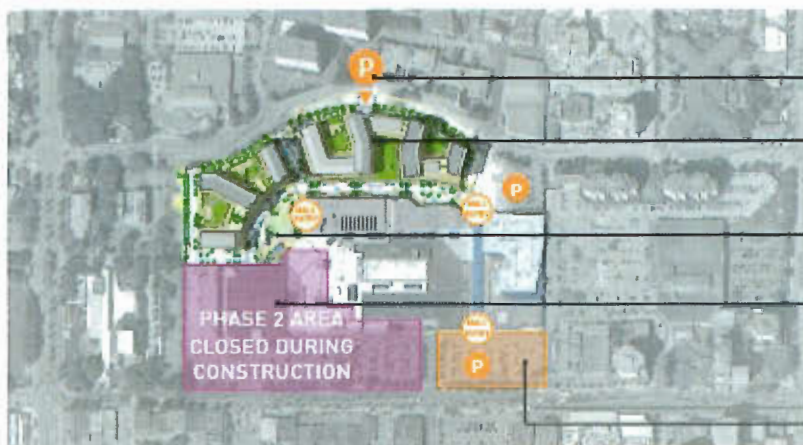 P
P
PHASE 2 AREA
CLOSED DURING
CONSTRUCTION
P